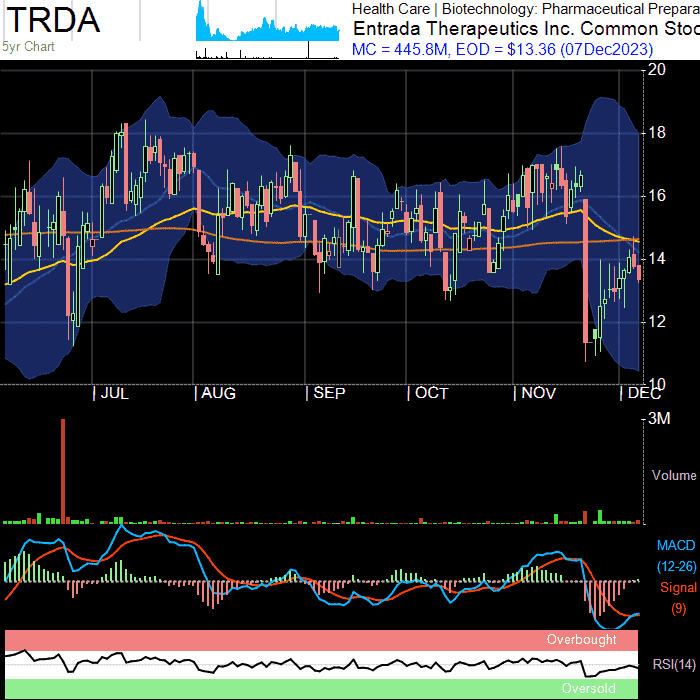 TRDA
5yr Chart
Health Care | Biotechnology: Pharmaceutical Prepara
Entrada Therapeutics Inc. Common Stoc
MC = 445.8M, EOD = $13.36 (07Dec2023)
20
18
16
14
12
10
JUL
AUG
SEP
OCT
NOV
DEC
3M
Volume
MACD
(12-26)
Signal
(9)
Overbought
RSI(14)
Oversold